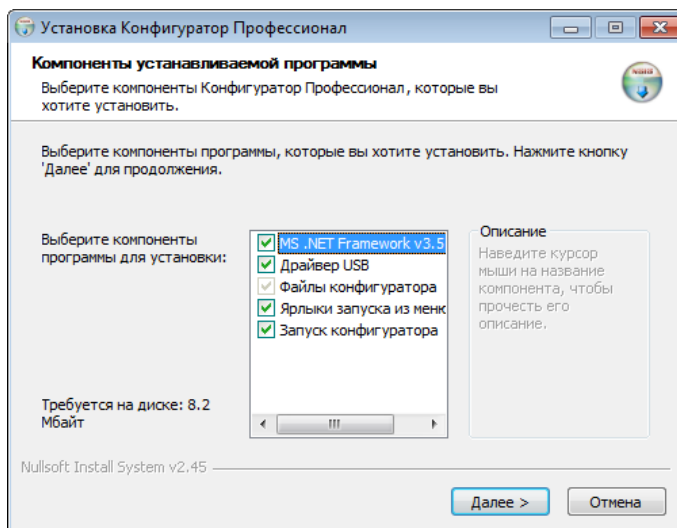 Установка Конфигуратор Профессионал
Компоненты устанавливаемой программы
Выберите компоненты Конфигуратор Профессионал, которые вы
хотите установить.
Выберите компоненты программы, которые вы хотите установить. Нажмите кнопку
'Далее' для продолжения.
Выберите компоненты
программы для установки:
MS .NET Framework v3.5
Драйвер USB
Файлы конфигуратора
Ярлыки запуска из меню
Запуск конфигуратора
Описание
Наведите курсор
мыши на название
компонента, чтобы
прочесть его
описание.
Требуется на диске: 8.2
Мбайт
Nullsoft Install System v2.45
Далее >
Отмена